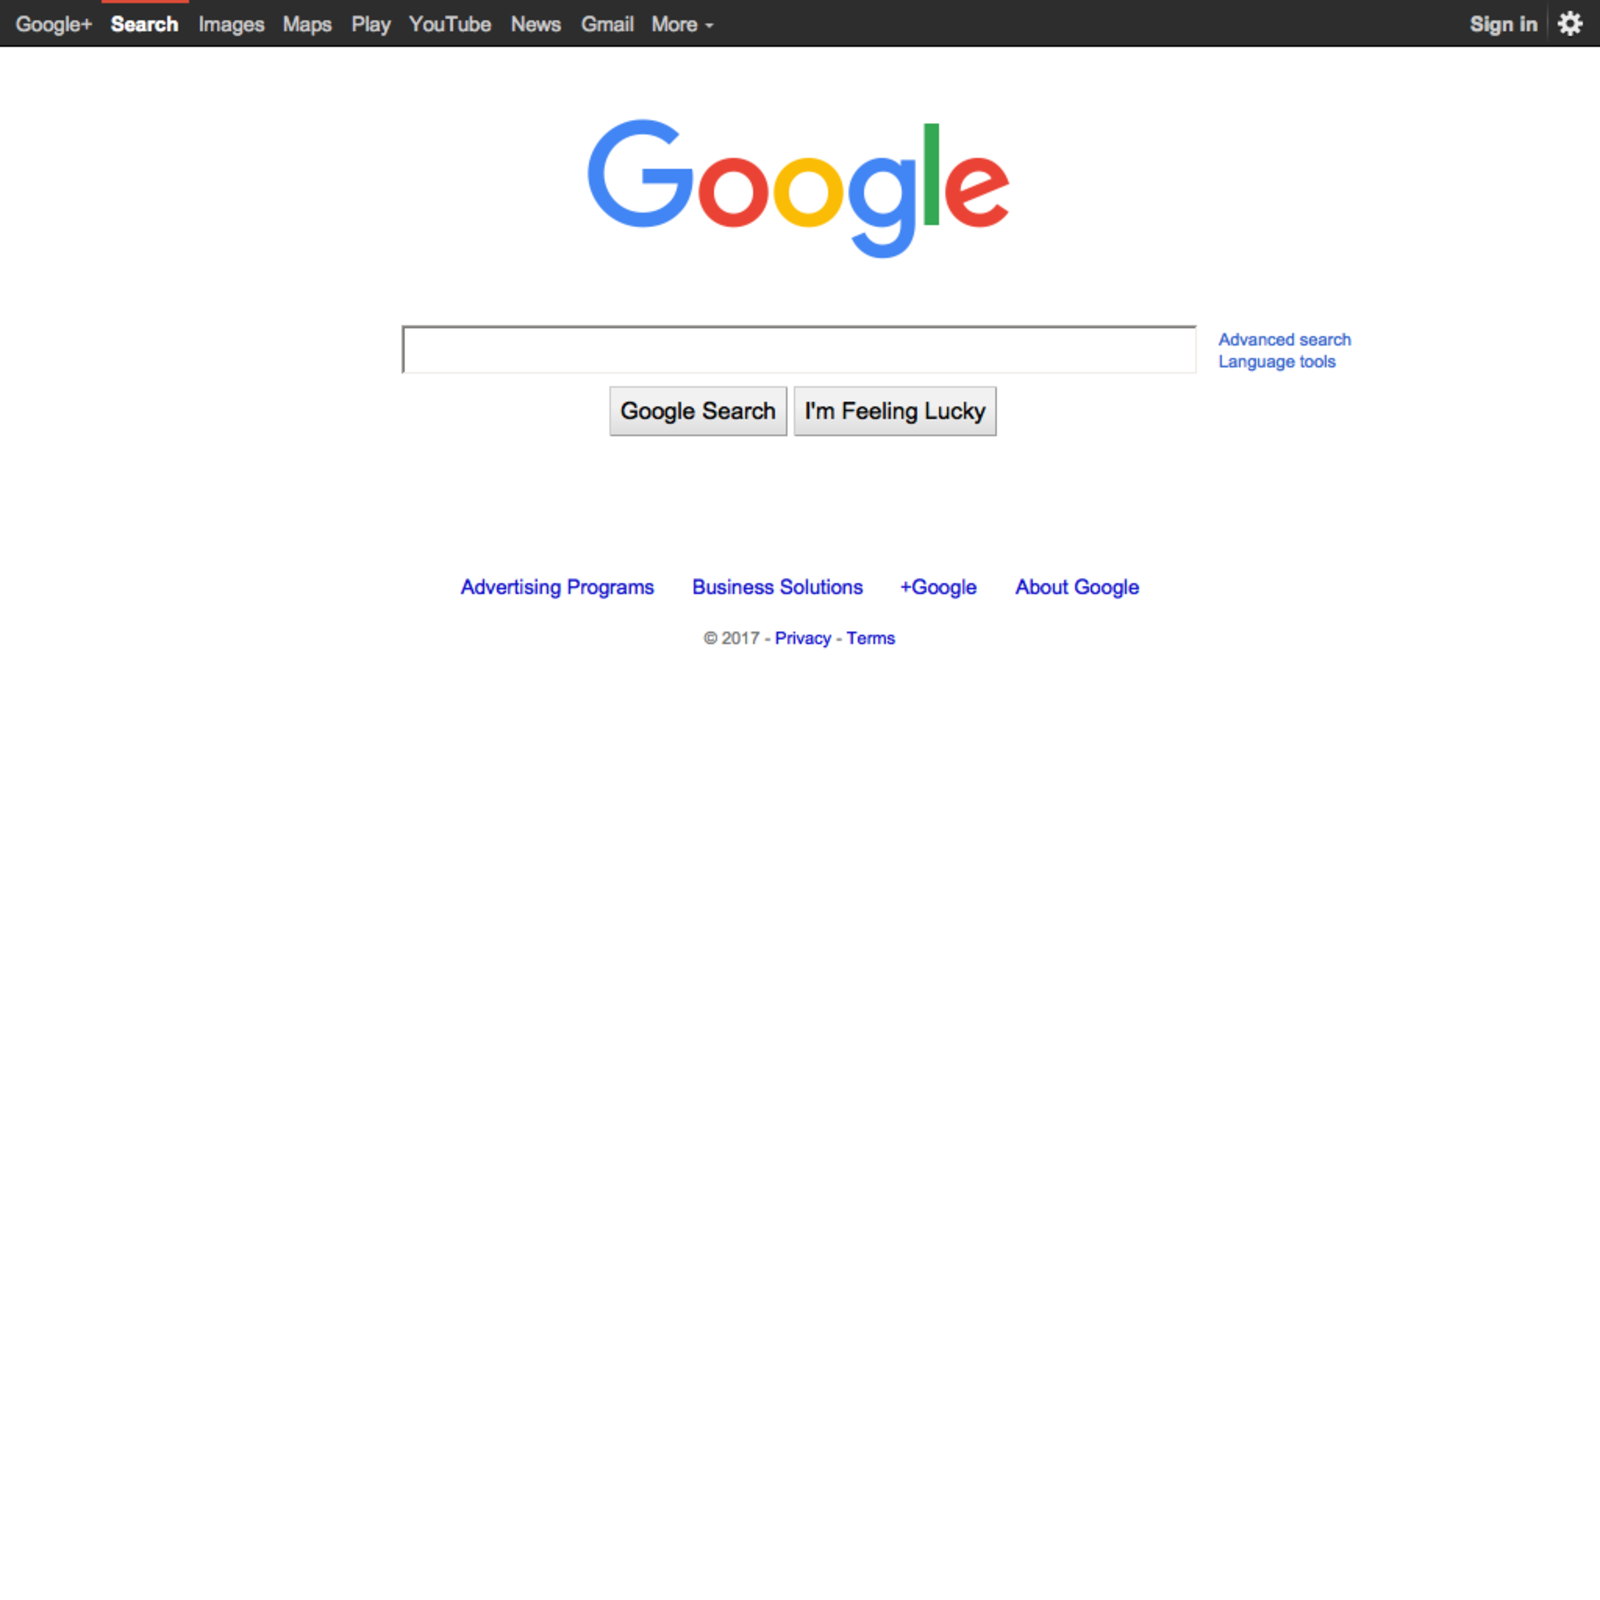 Google+ Search Images Maps Play YouTube News Gmail More Sign in
Google
Advanced search
Language tools
Google Search I'm Feeling Lucky
Advertising Programs Business Solutions +Google About Google
© 2017 - Privacy - Terms